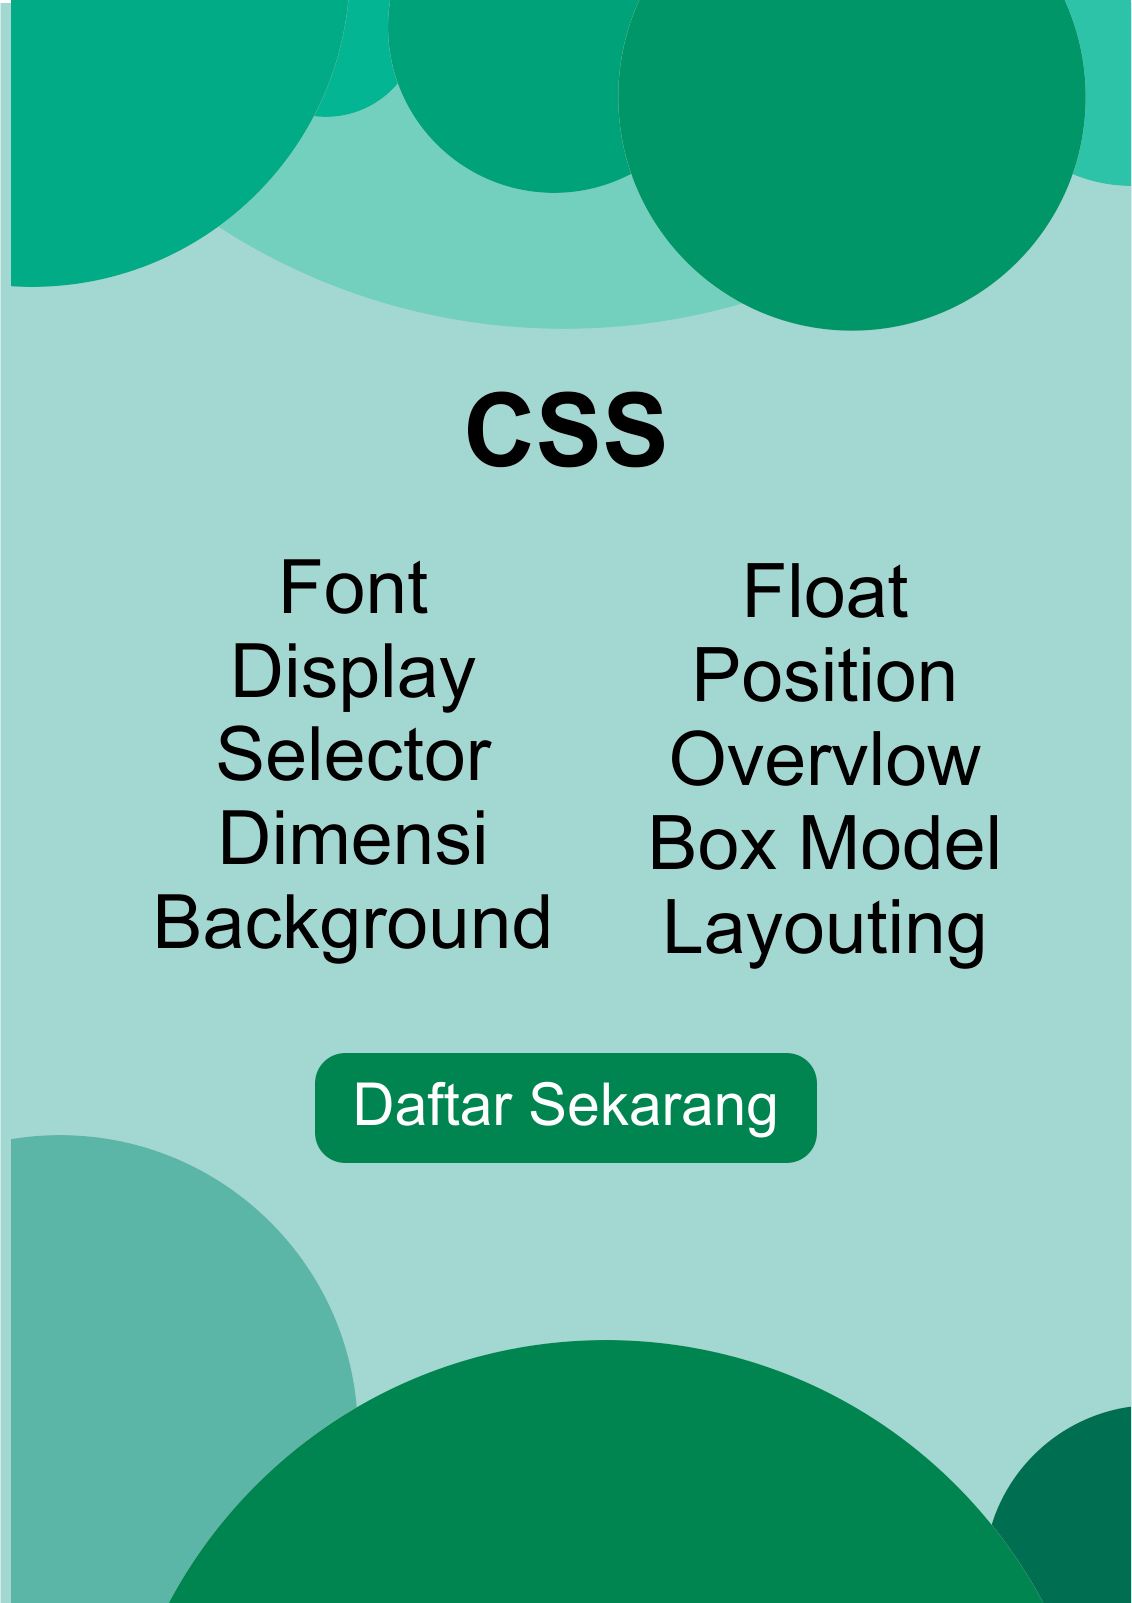 CSS
Font
Display
Selector
Dimensi
Background
Float
Position
Overvlow
Box Model
Layouting
Daftar Sekarang